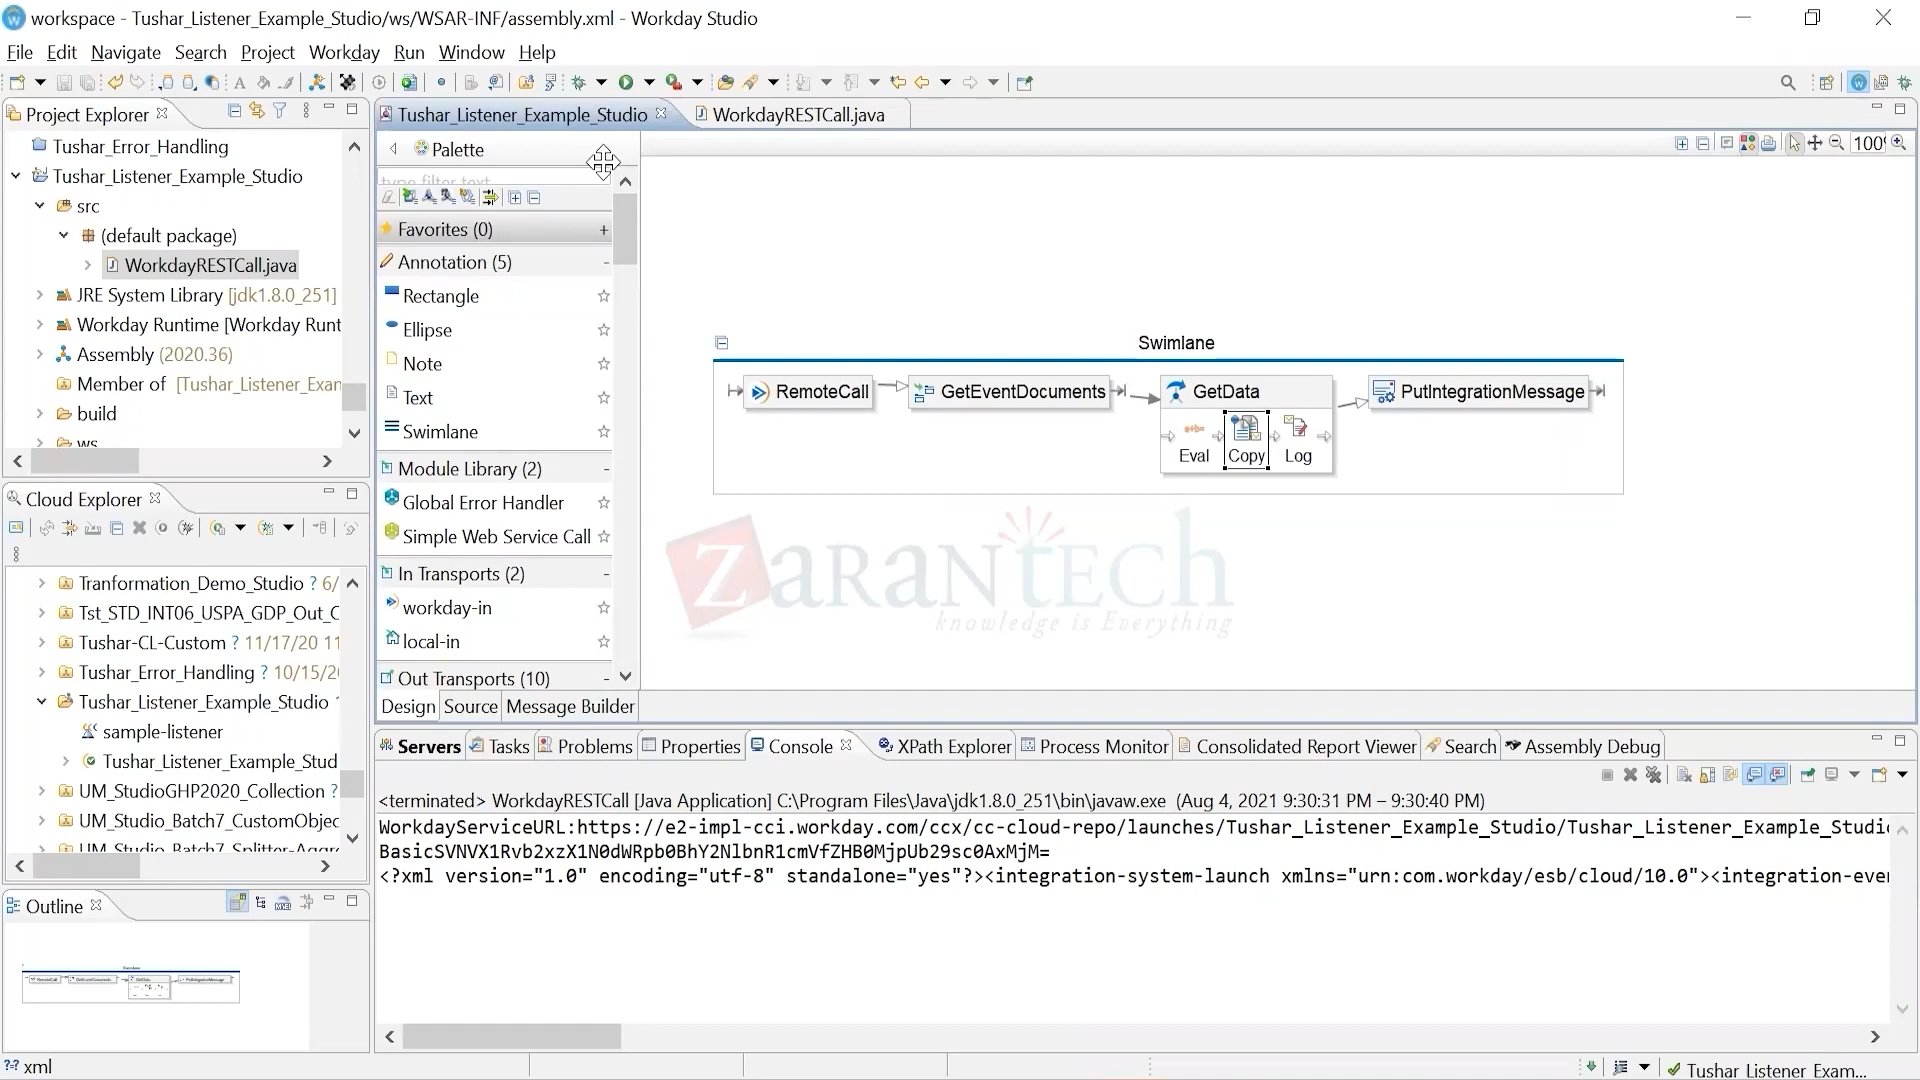 workspace - Tushar_Listener_Example_Studio/ws/WSAR-INF/assembly.xml - Workday Studio
File Edit Navigate Search Project Workday Run Window Help
Project Explorer
Tushar_Error_Handling
Tushar_Listener_Example_Studio
src
(default package)
WorkdayRESTCall.java
JRE System Library [jdk1.8.0_251]
Workday Runtime [Workday Runt
Assembly (2020.36)
Member of [Tushar_Listener_Exan
build
ws
Cloud Explorer
Tranformation_Demo_Studio ? 6/
Tst_STD_INT06_USPA_GDP_Out_C
Tushar-CL-Custom ? 11/17/20 11
Tushar_Error_Handling ? 10/15/2
Tushar_Listener_Example_Studio
sample-listener
Tushar_Listener_Example_Stud
UM_StudioGHP2020_Collection ?
UM_Studio_Batch7_CustomObjec
UM_Studio_Batch7_Splitter-Aggr
Outline
xml
Tushar_Listener_Example_Studio
WorkdayRESTCall.java
Palette
type filter text
Favorites (0) +
Annotation (5) -
Rectangle
Ellipse
Note
Text
Swimlane
Module Library (2) -
Global Error Handler
Simple Web Service Call
In Transports (2) -
workday-in
local-in
Out Transports (10) -
Design Source Message Builder
100%
Swimlane
RemoteCall
GetEventDocuments
GetData
PutIntegrationMessage
Eval Copy Log
ZaranTech
knowledge is Everything
Servers Tasks Problems Properties Console XPath Explorer Process Monitor Consolidated Report Viewer Search Assembly Debug
<terminated> WorkdayRESTCall [Java Application] C:\Program Files\Java\jdk1.8.0_251\bin\javaw.exe (Aug 4, 2021 9:30:31 PM – 9:30:40 PM)
WorkdayServiceURL:https://e2-impl-cci.workday.com/ccx/cc-cloud-repo/launches/Tushar_Listener_Example_Studio/Tushar_Listener_Example_Studi
BasicSVNVX1Rvb2xzX1N0dWRpb0BhY2NlbnR1cmVfZHB0MjpUb29sc0AxMjM=
<?xml version="1.0" encoding="utf-8" standalone="yes"?><integration-system-launch xmlns="urn:com.workday/esb/cloud/10.0"><integration-ever
Tushar Listener Exam...